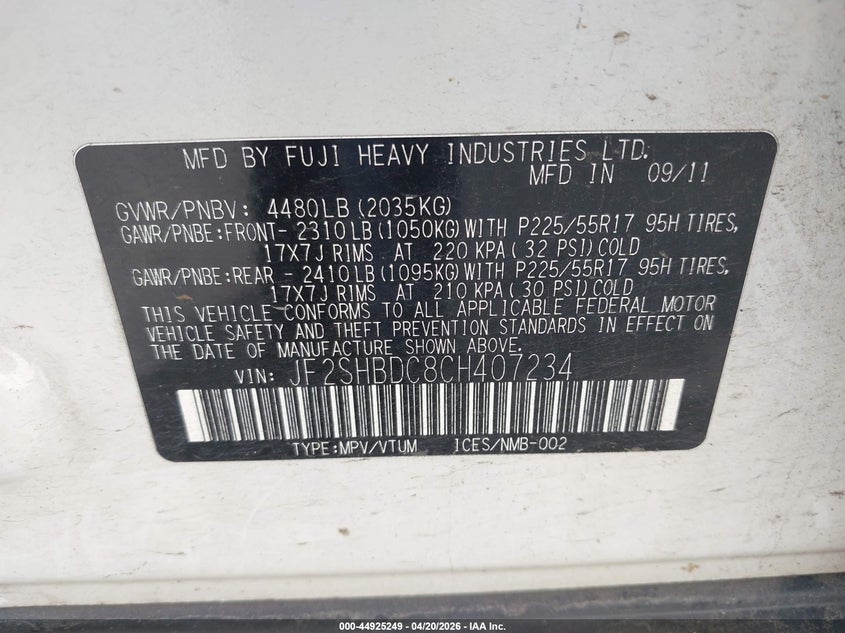 MFD BY FUJI HEAVY INDUSTRIES LTD.
MFD IN 09/11
GVWR/PNBV: 4480LB(2035KG)
GAWR/PNBE:FRONT- 2310LB(1050KG)WITH P225/55R17 95H TIRES,
17X7J RIMS AT 220 KPA( 32 PSI)COLD
GAWR/PNBE:REAR - 2410LB(1095KG)WITH P225/55R17 95H TIRES,
17X7J RIMS AT 210 KPA( 30 PSI)COLD
THIS VEHICLE CONFORMS TO ALL APPLICABLE FEDERAL MOTOR
VEHICLE SAFETY AND THEFT PREVENTION STANDARDS IN EFFECT ON
THE DATE OF MANUFACTURE SHOWN ABOVE.
VIN: JF2SHBDC8CH407234
TYPE:MPV/VTUM ICES/NMB-002
000-44925249 - 04/20/2026 - IAA Inc.